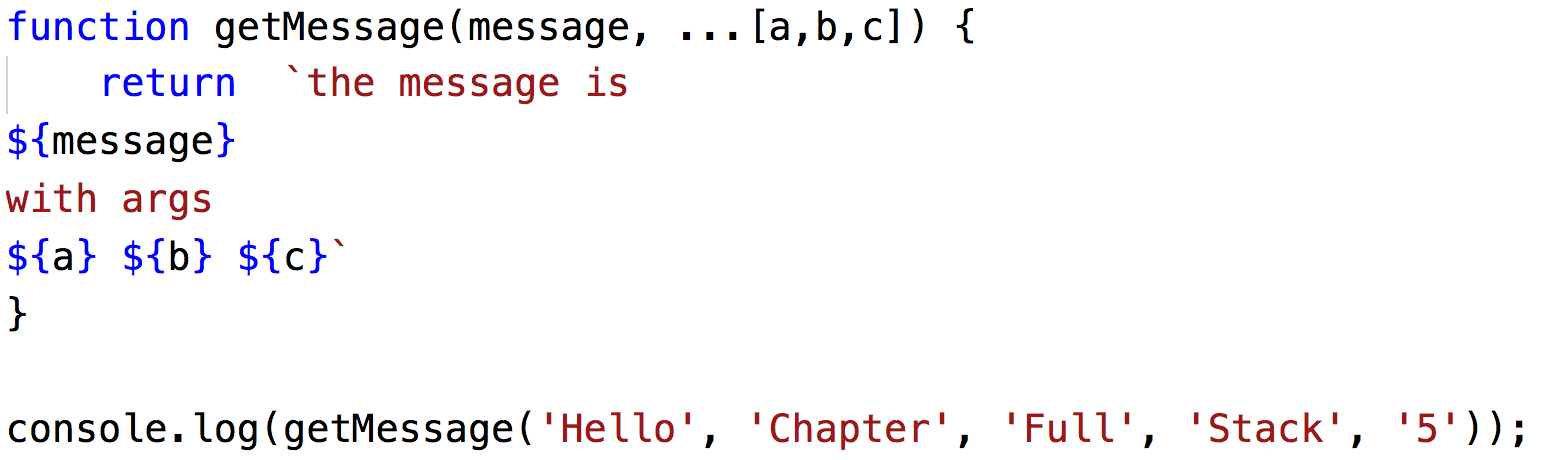 function getMessage(message, ...[a,b,c]) {
    return  `the message is
${message}
with args
${a} ${b} ${c}`
}

console.log(getMessage('Hello', 'Chapter', 'Full', 'Stack', '5'));